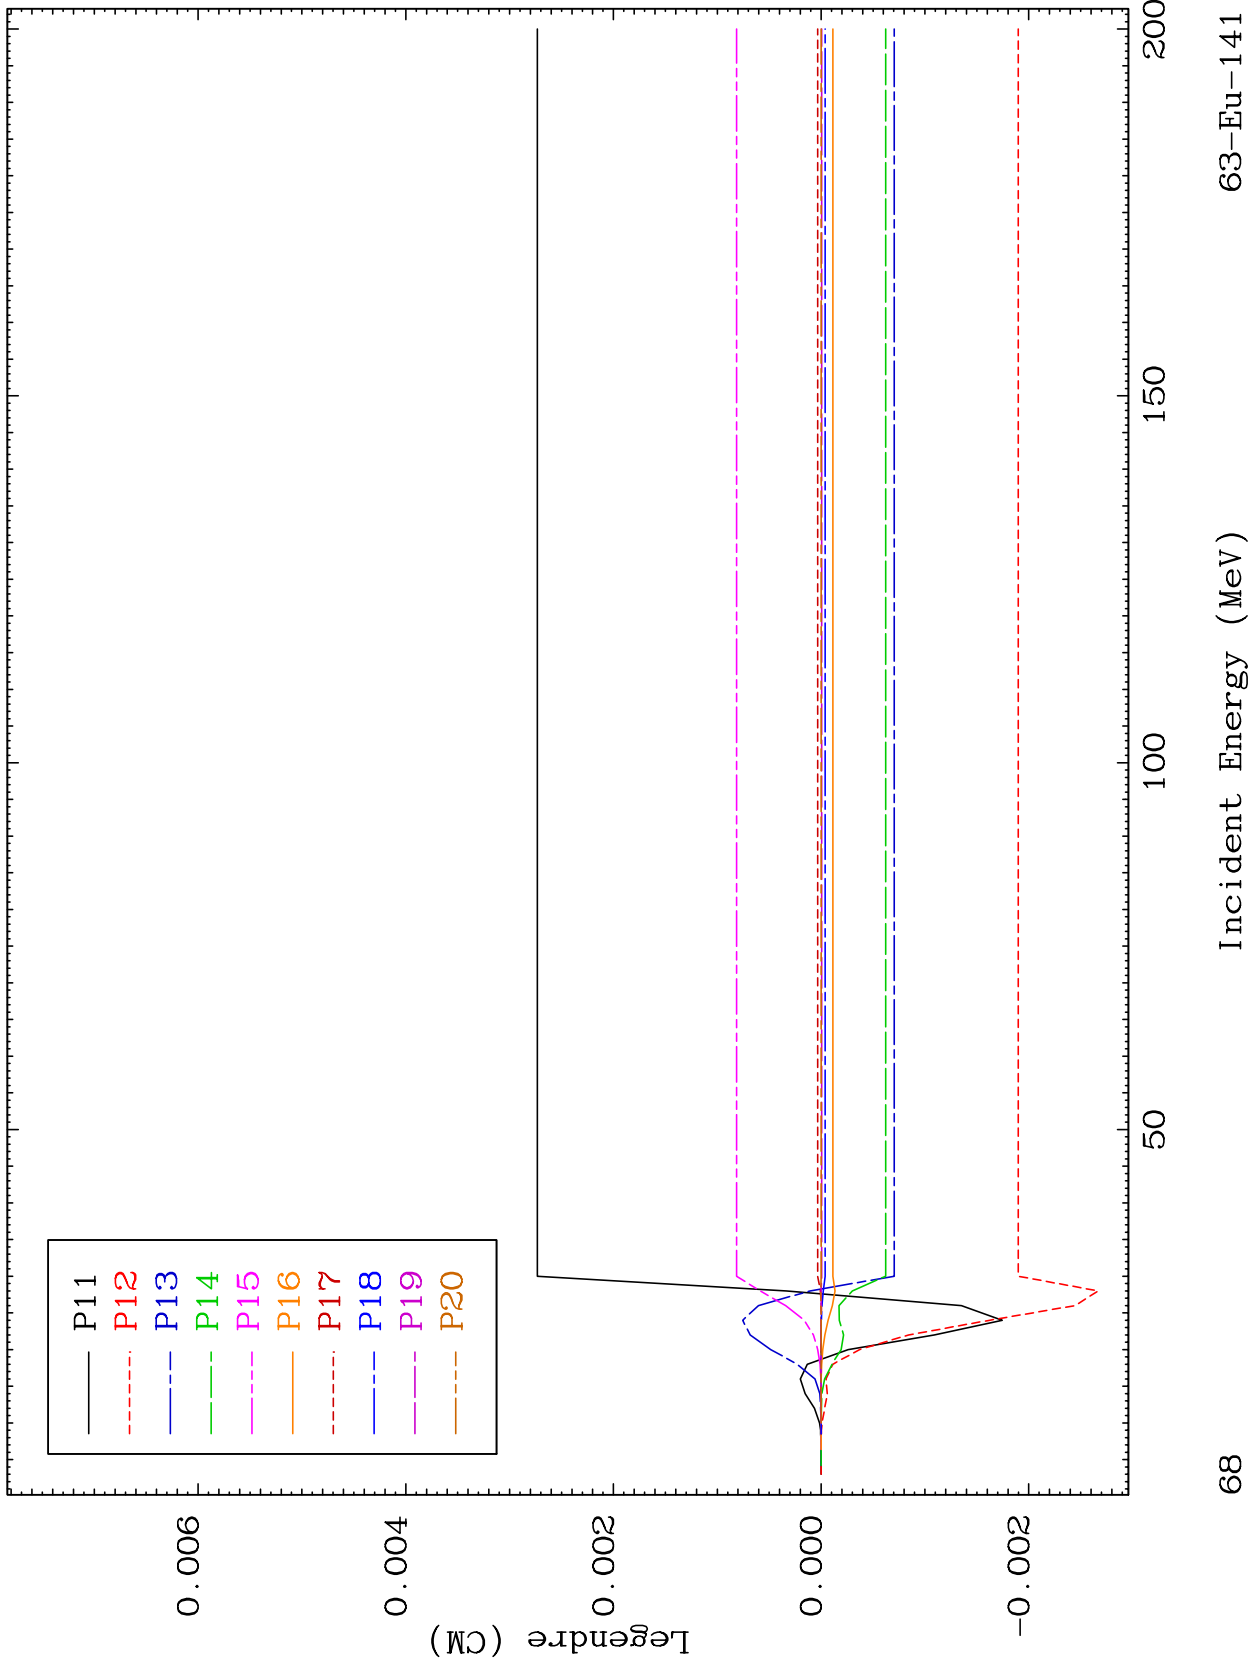 Legendre (CM)
0.006
0.004
0.002
0.000
-0.002
P11
P12
P13
P14
P15
P16
P17
P18
P19
P20
50
100
150
200
68
Incident Energy (MeV)
63-Eu-141